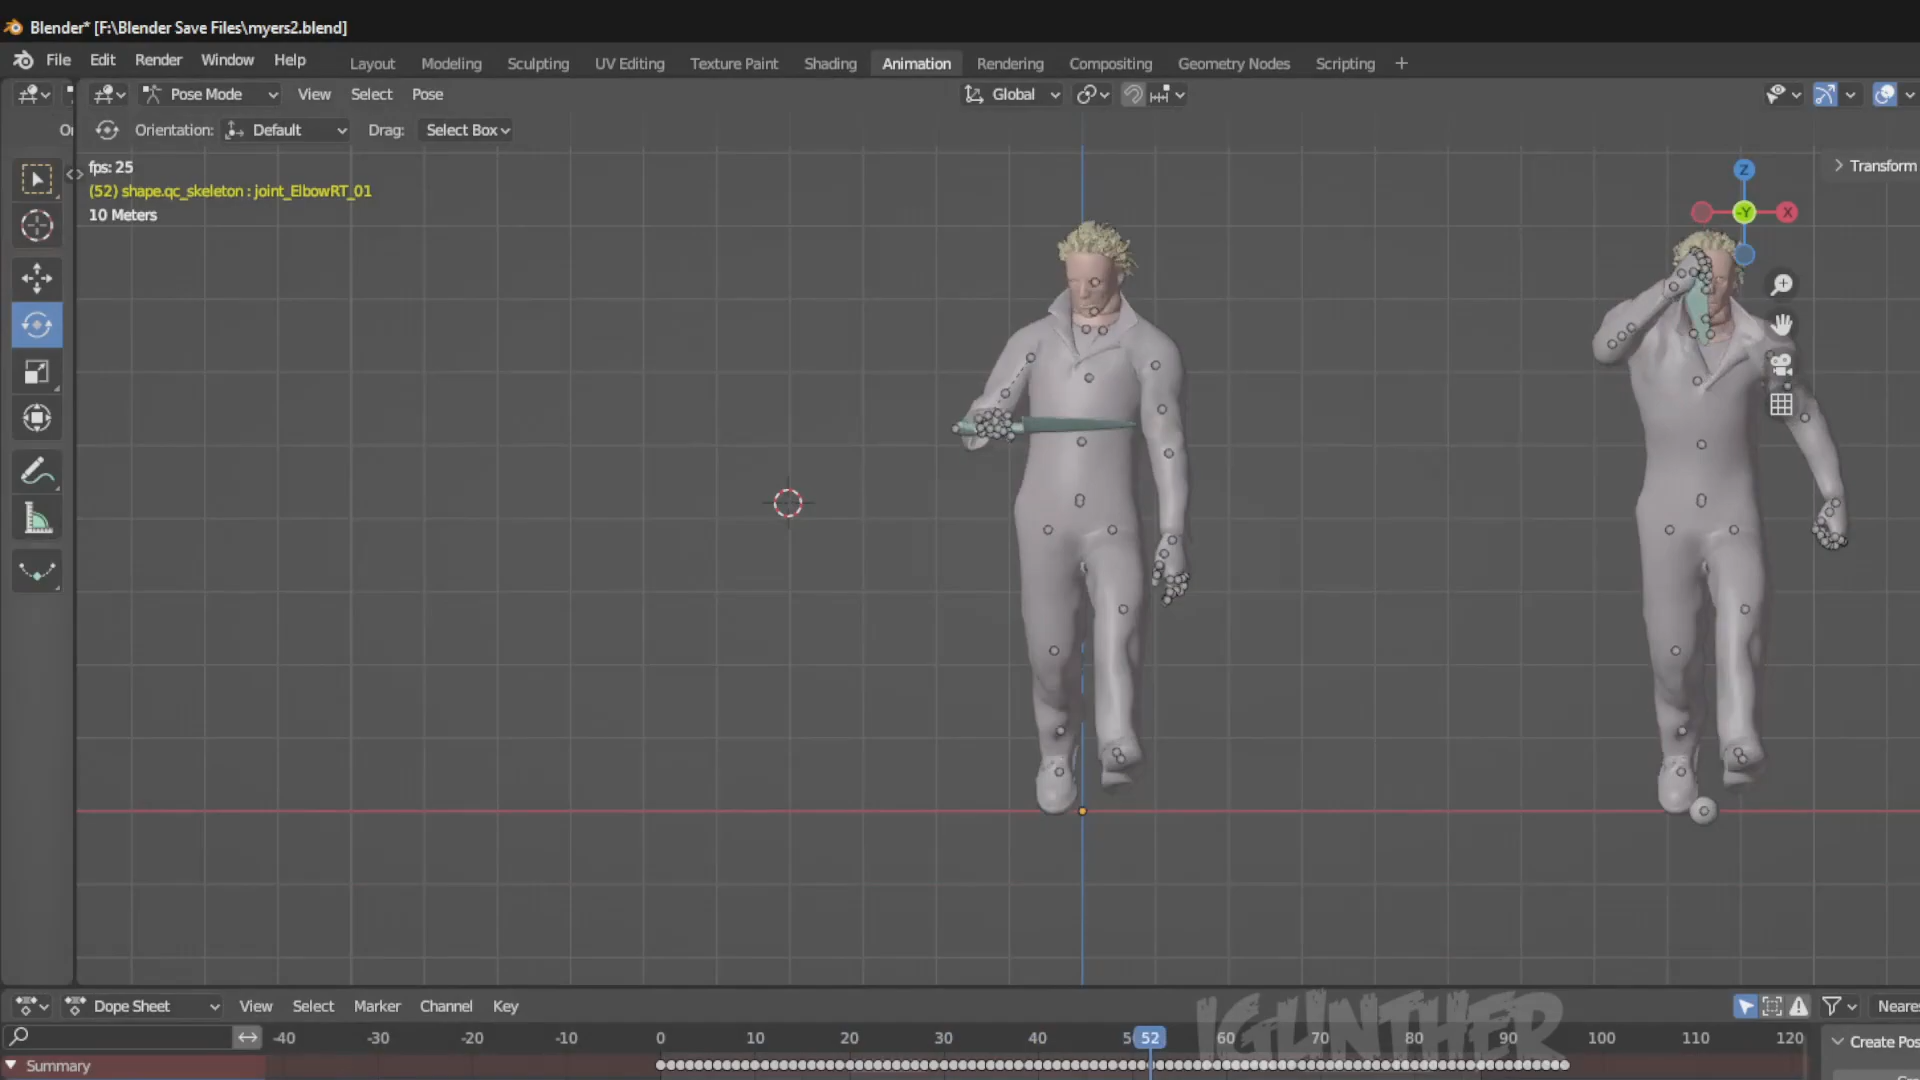 Blender* [F:\Blender Save Files\myers2.blend]
File Edit Render Window Help Layout Modeling Sculpting UV Editing Texture Paint Shading Animation Rendering Compositing Geometry Nodes Scripting +
Pose Mode View Select Pose Global
Orientation: Default Drag: Select Box
fps: 25
(52) shape.qc_skeleton : joint_ElbowRT_01
10 Meters
Z
-Y X
Transform
Dope Sheet View Select Marker Channel Key
-40 -30 -20 -10 0 10 20 30 40 52 60 70 80 90 100 110 120
Create
Summary
IGUNTHER